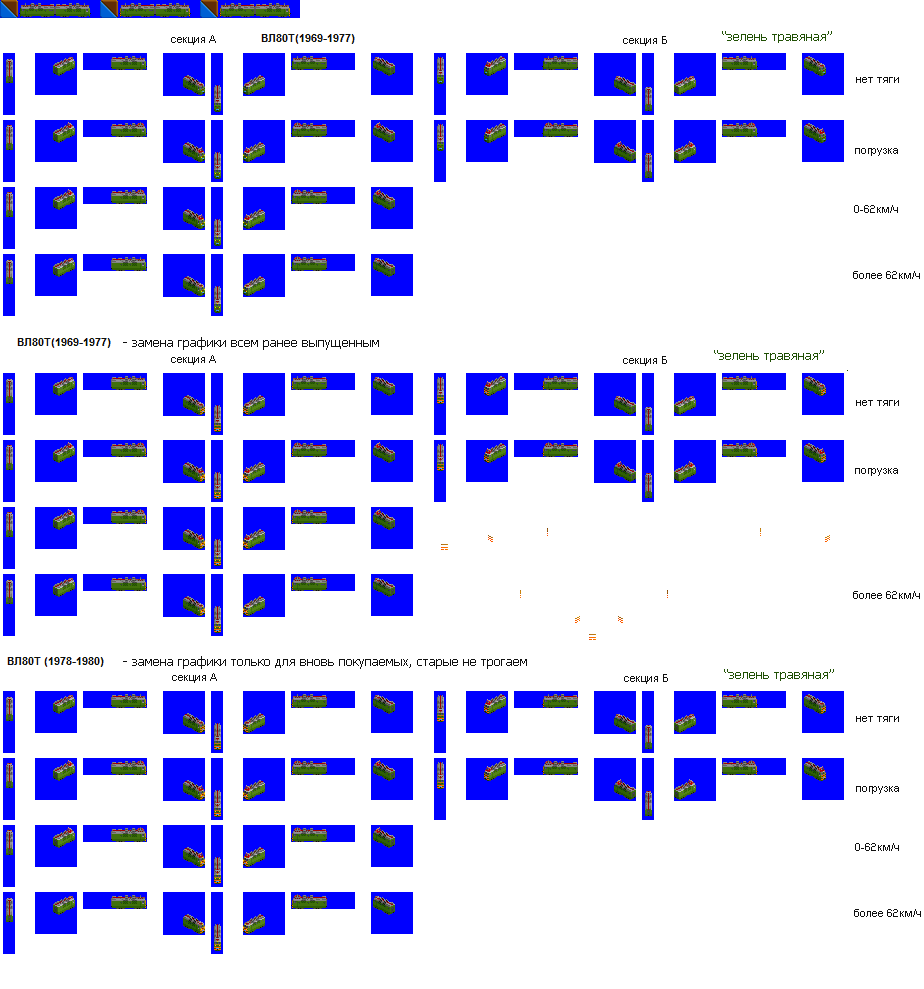 секция А ВЛ80Т(1969-1977) секция Б "зелень травяная"
нет тяги
погрузка
0-62км/ч
более 62км/ч
ВЛ80Т(1969-1977) - замена графики всем ранее выпущенным
секция А секция Б "зелень травяная"
нет тяги
погрузка
более 62км/ч
ВЛ80Т (1978-1980) - замена графики только для вновь покупаемых, старые не трогаем
секция А секция Б "зелень травяная"
нет тяги
погрузка
0-62км/ч
более 62км/ч